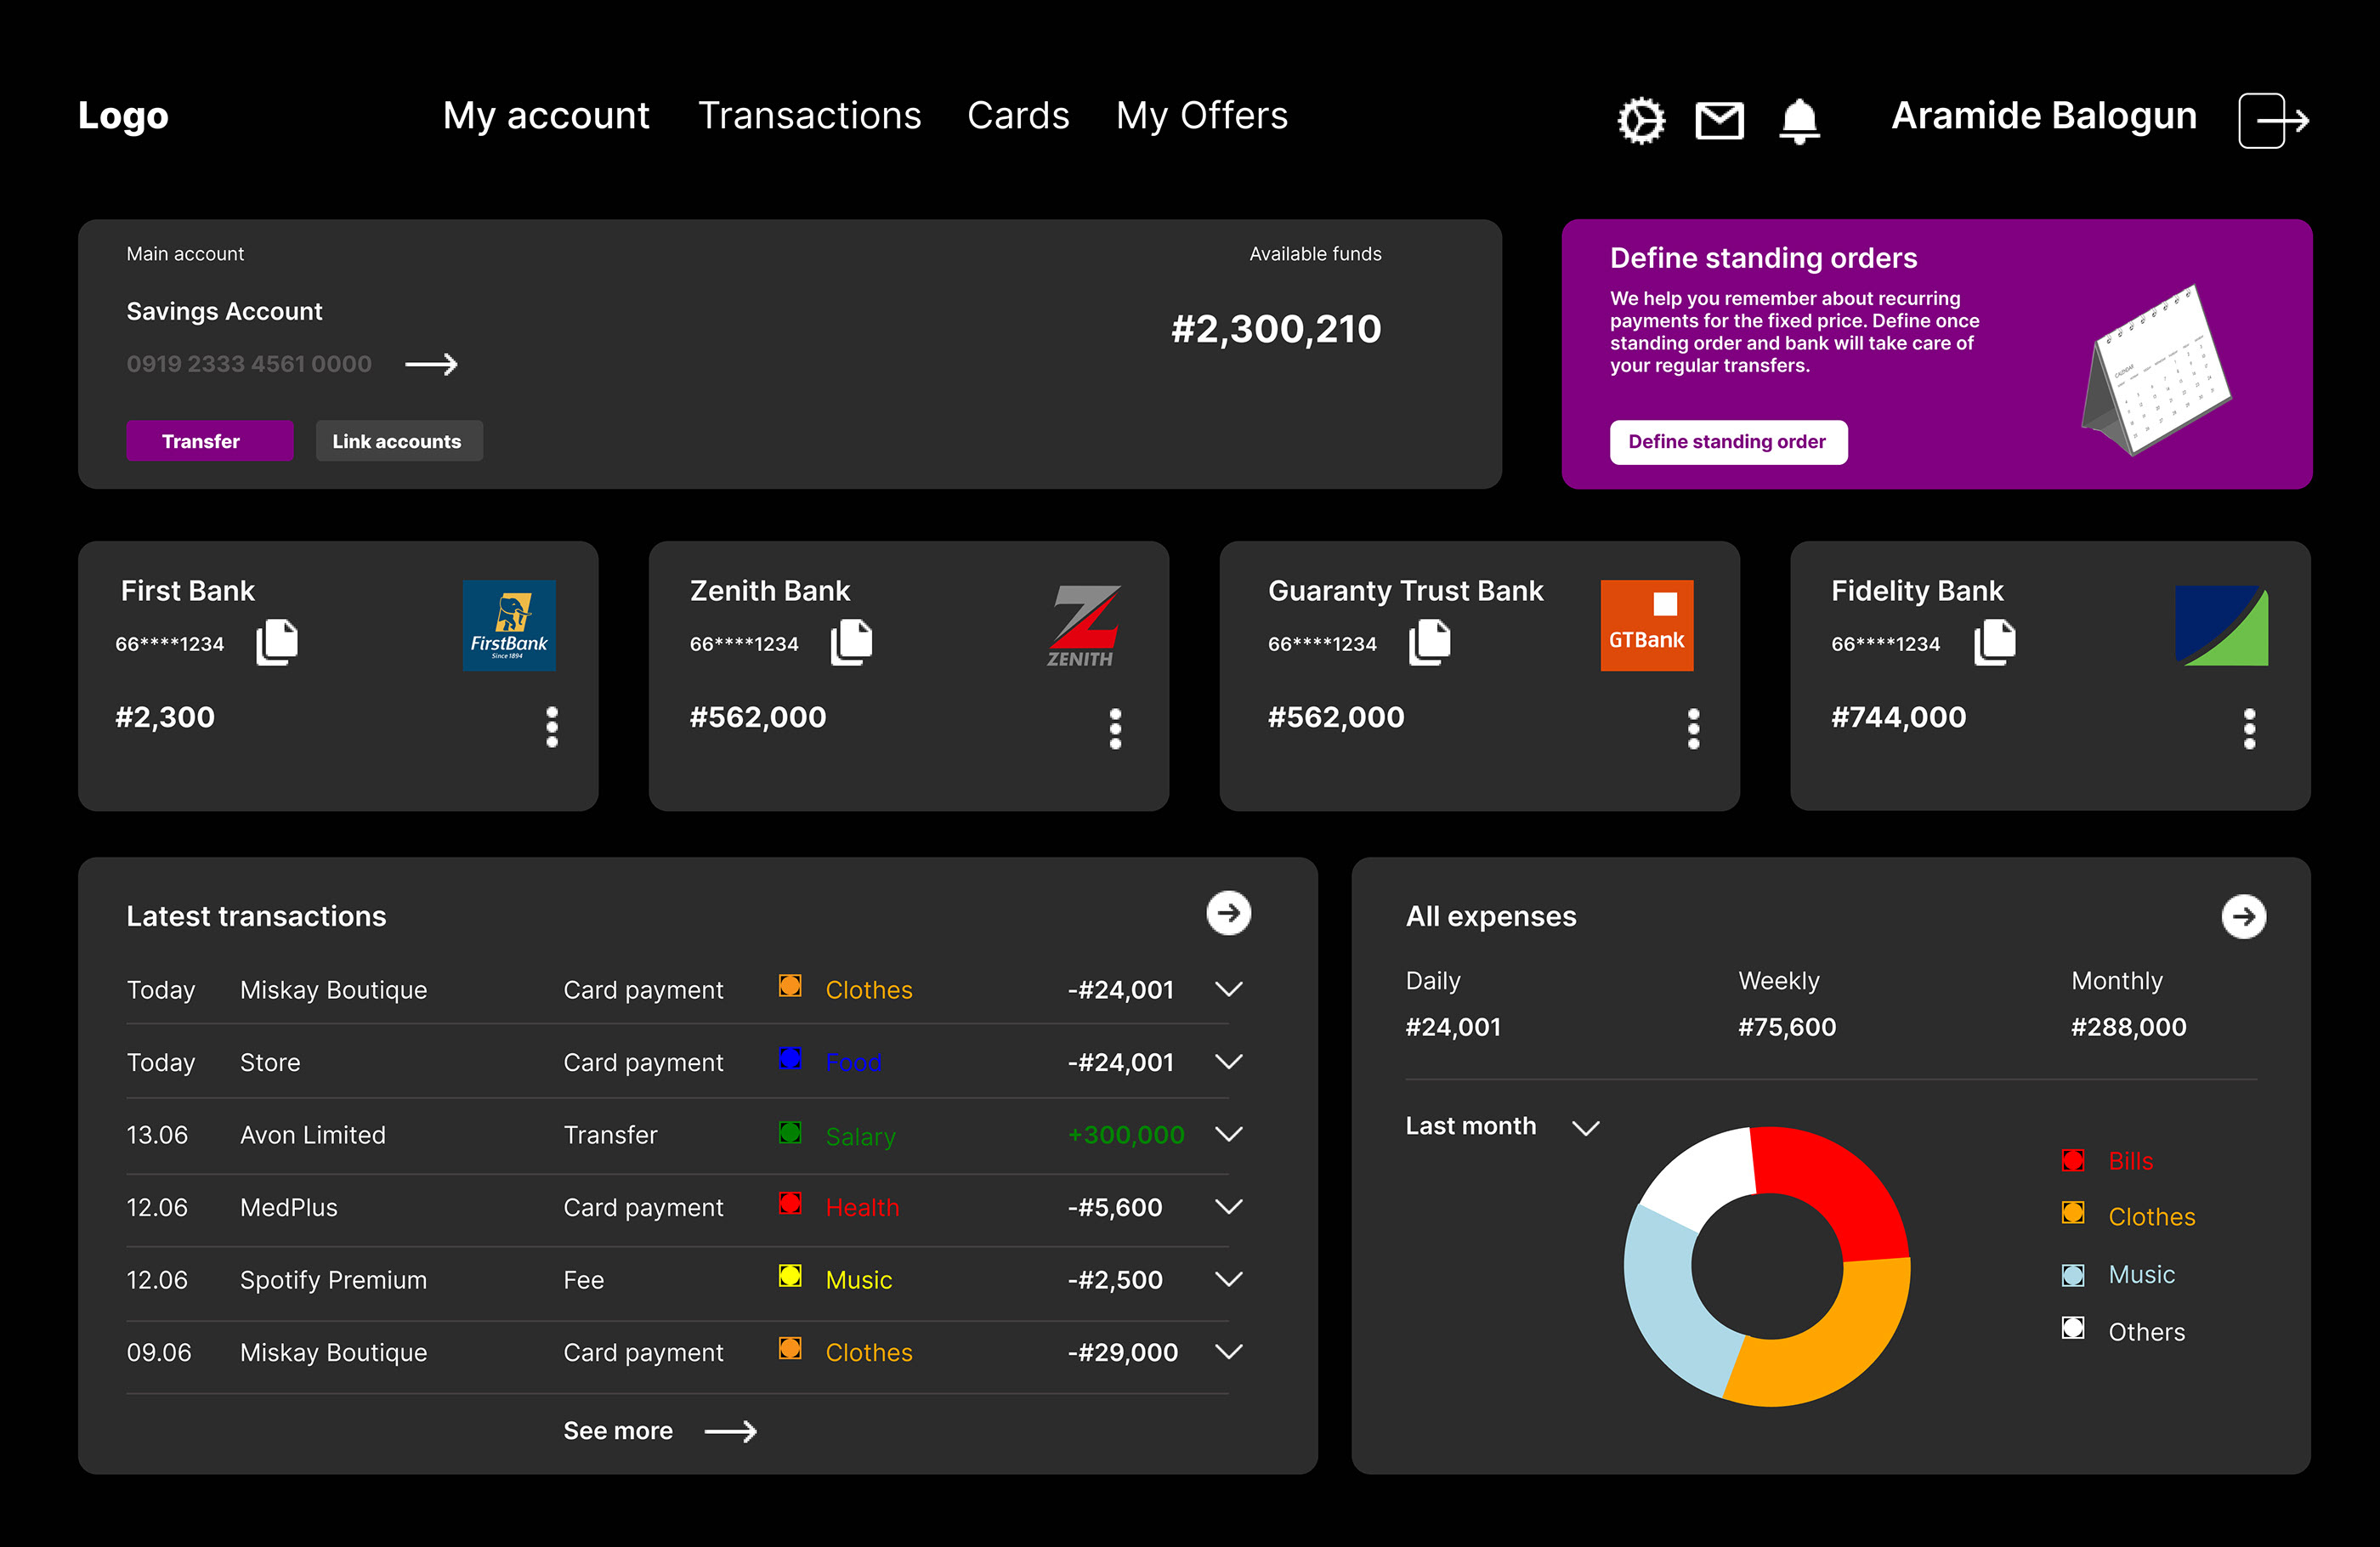 Logo
My account Transactions Cards My Offers
Aramide Balogun
Main account
Available funds
Savings Account
#2,300,210
0919 2333 4561 0000
Transfer
Link accounts
Define standing orders
We help you remember about recurring
payments for the fixed price. Define once
standing order and bank will take care of
your regular transfers.
Define standing order
CALENDAR
First Bank
66****1234
FirstBank
Since 1894
#2,300
Zenith Bank
66****1234
ZENITH
#562,000
Guaranty Trust Bank
66****1234
GTBank
#562,000
Fidelity Bank
66****1234
#744,000
Latest transactions
Today Miskay Boutique Card payment Clothes -#24,001
Today Store Card payment Food -#24,001
13.06 Avon Limited Transfer Salary +300,000
12.06 MedPlus Card payment Health -#5,600
12.06 Spotify Premium Fee Music -#2,500
09.06 Miskay Boutique Card payment Clothes -#29,000
See more
All expenses
Daily Weekly Monthly
#24,001 #75,600 #288,000
Last month
Bills
Clothes
Music
Others